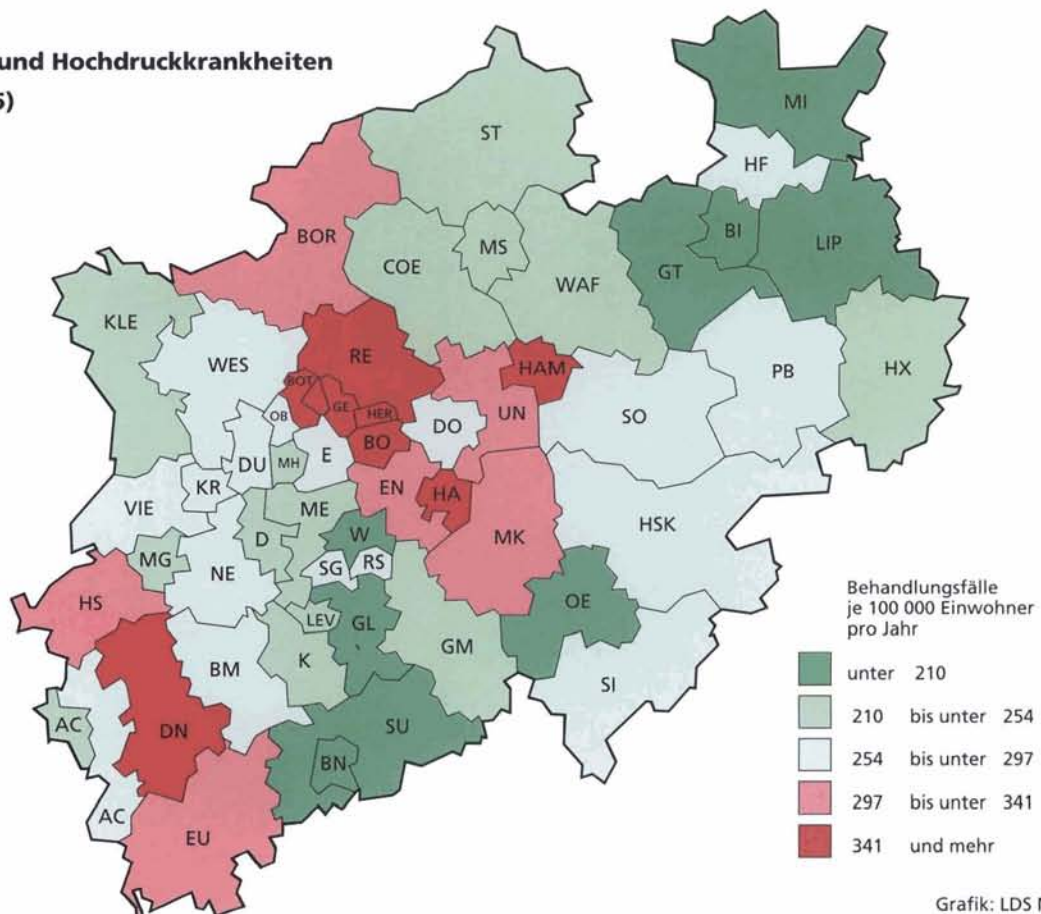 und Hochdruckkrankheiten
5)
MI
ST
HF
BOR
MS
BI
LIP
COE
GT
WAF
KLE
RE
HAM
WES
PB
HX
BOT
GE
HER
UN
SO
OB
DO
BO
E
DU
MH
KR
EN
HA
VIE
ME
HSK
D
W
MK
MG
NE
SG
RS
HS
OE
LEV
GL
GM
K
BM
SI
AC
DN
SU
BN
AC
EU
Behandlungsfälle
je 100 000 Einwohner
pro Jahr
unter 210
210 bis unter 254
254 bis unter 297
297 bis unter 341
341 und mehr
Grafik: LDS